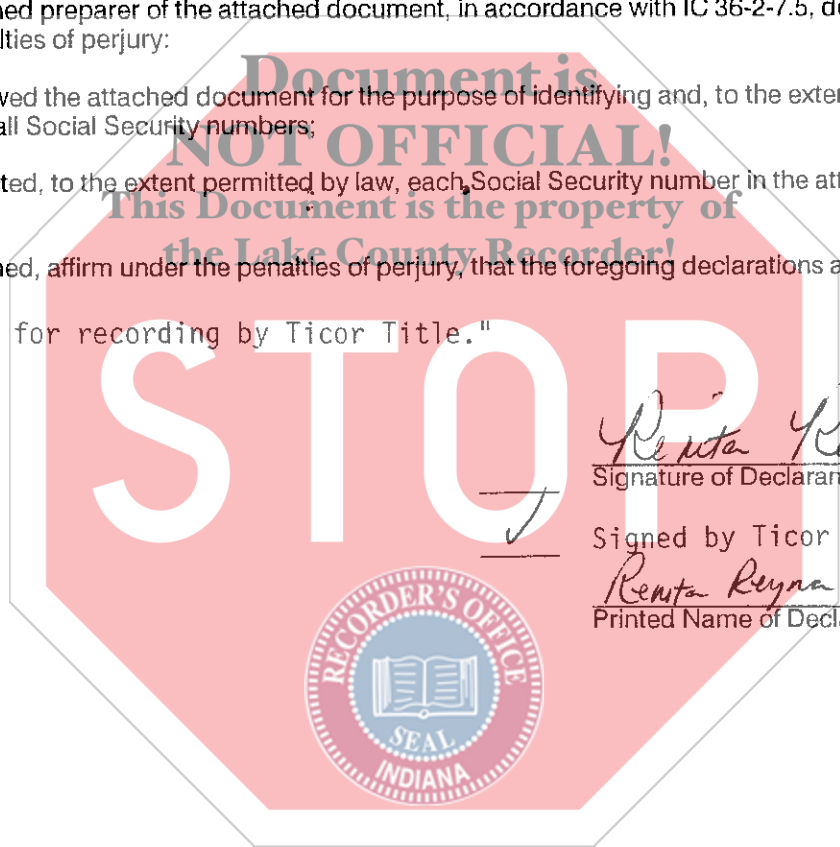 ned preparer of the attached document, in accordance with IC 36-2-7.5, d
lties of perjury:
Document is
ved the attached document for the purpose of identifying and, to the exte
all Social Security numbers;
NOT OFFICIAL!
ted, to the extent permitted by law, each Social Security number in the att
This Document is the property of
the Lake County Recorder!
ned, affirm under the penalties of perjury, that the foregoing declarations a
for recording by Ticor Title."
STOP
Renita R
Signature of Declaran
Signed by Ticor
Renita Reyna
Printed Name of Decl
RECORDER'S OFFICE
SEAL
INDIANA